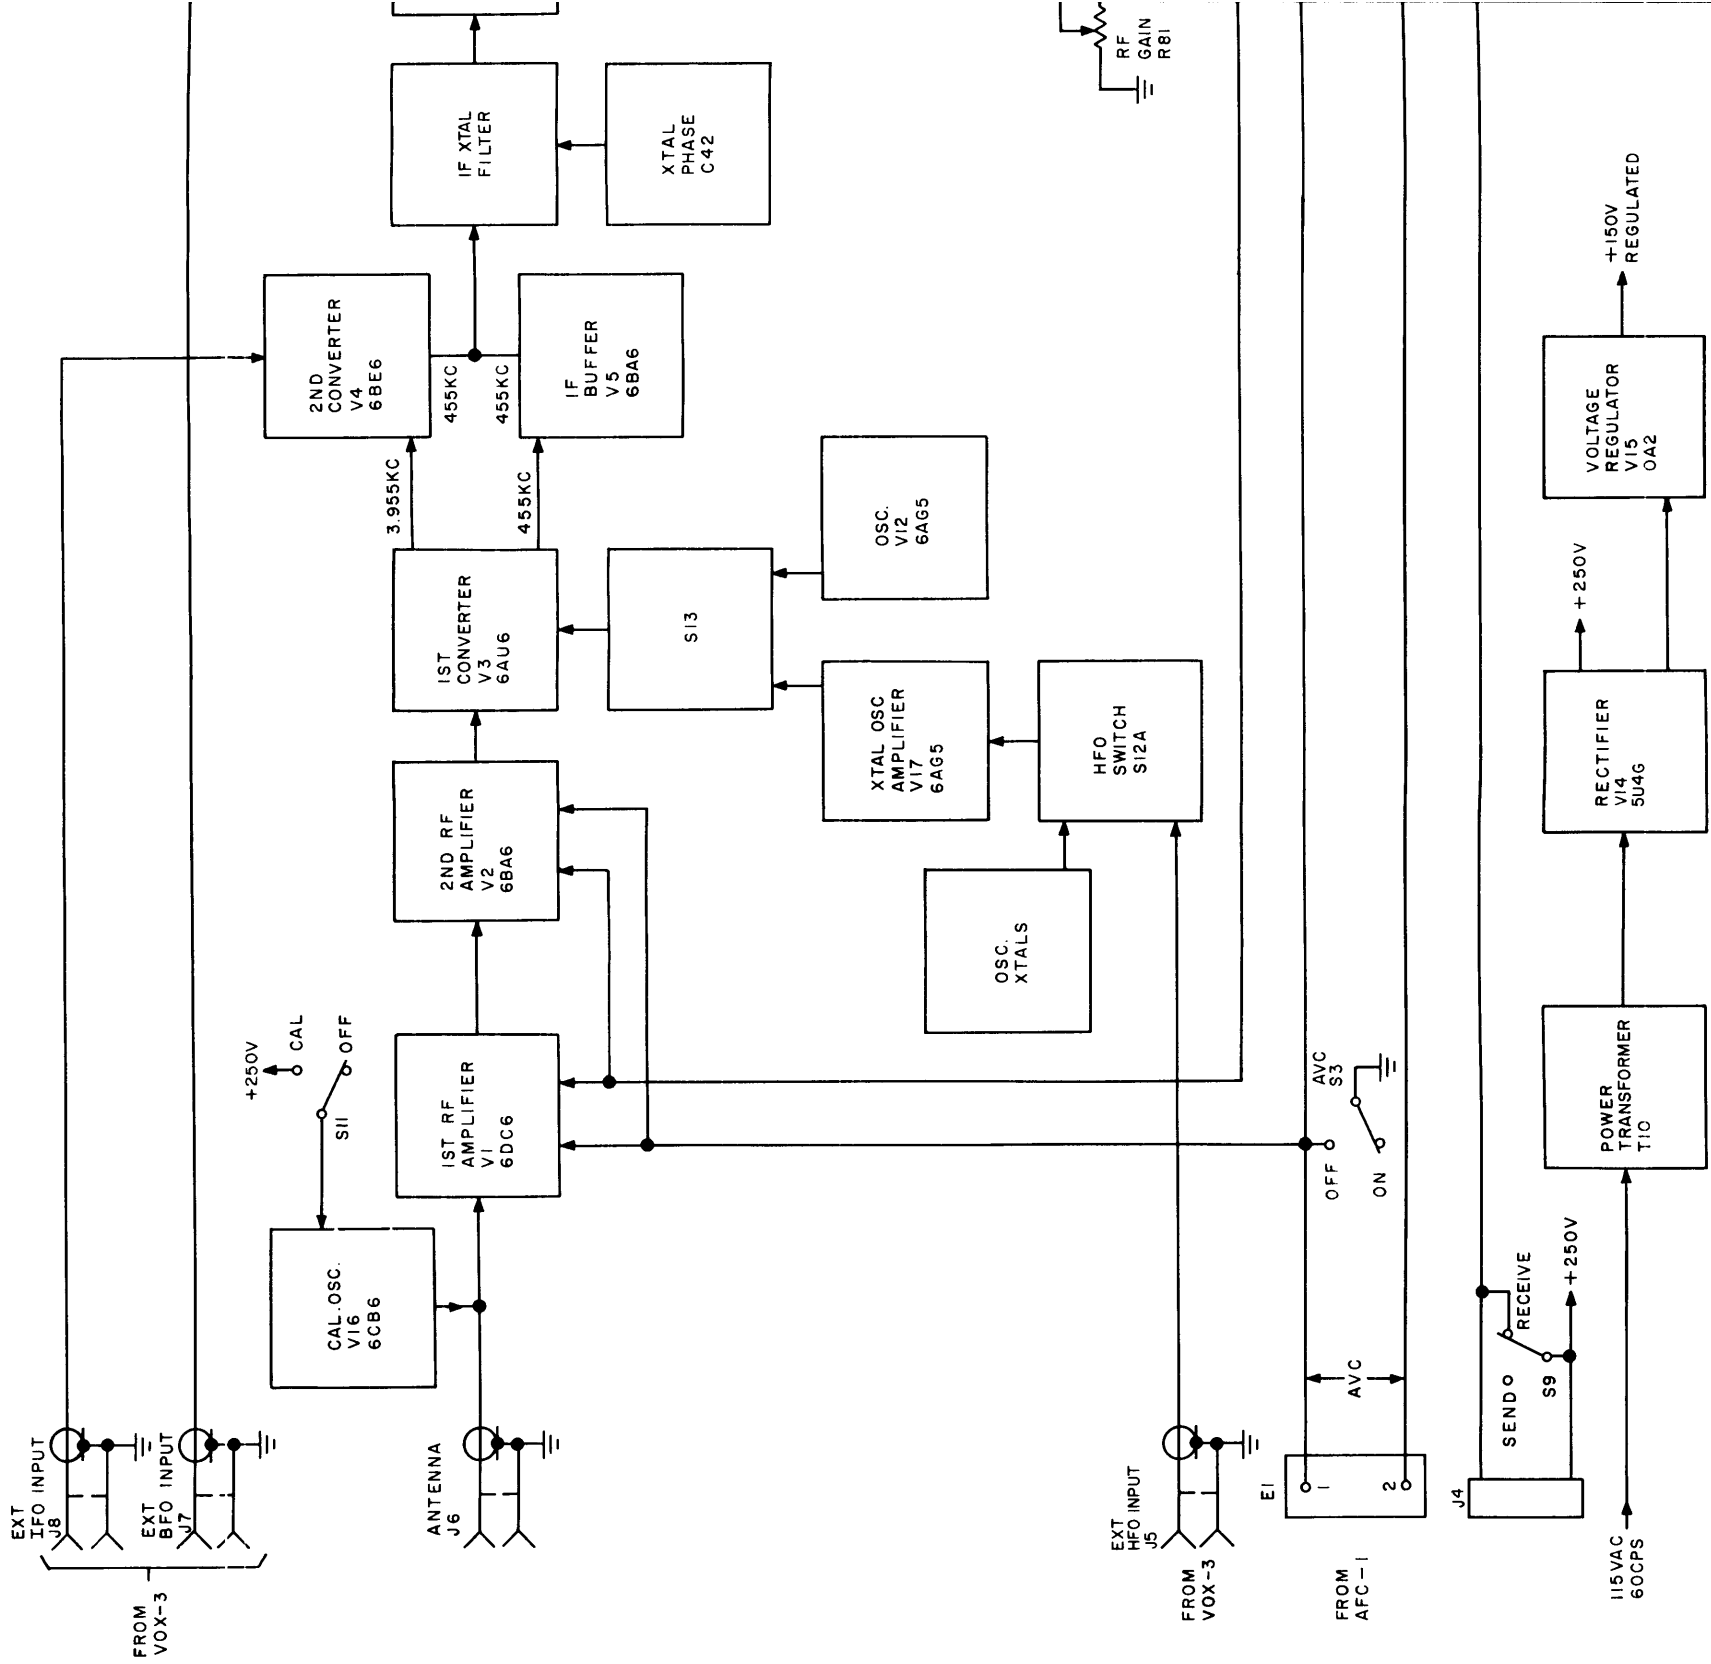 EXT
IFO INPUT
J8
EXT
BFO INPUT
J7
FROM
VOX-3
+250V
CAL
OFF
S11
CAL. OSC.
V16
6CB6
ANTENNA
J6
1ST RF
AMPLIFIER
V1
6DC6
2ND RF
AMPLIFIER
V2
6BA6
1ST
CONVERTER
V3
6AU6
3.955KC
455KC
2ND
CONVERTER
V4
6BE6
455KC
455KC
IF
BUFFER
V5
6BA6
IF XTAL
FILTER
XTAL
PHASE
C42
S13
OSC.
V12
6AG5
XTAL OSC
AMPLIFIER
V17
6AG5
HFO
SWITCH
S12A
OSC.
XTALS
RF
GAIN
R81
EXT
HFO INPUT
J5
FROM
VOX-3
AVC
S3
OFF
ON
E1
1
2
AVC
FROM
AFC-1
J4
SEND
RECEIVE
S9
+250V
115VAC
60CPS
POWER
TRANSFORMER
T10
RECTIFIER
V14
5U4G
+250V
VOLTAGE
REGULATOR
V15
OA2
+150V
REGULATED